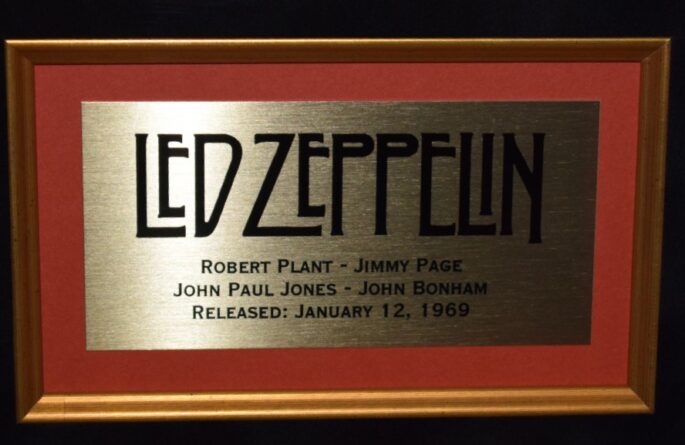 LED ZEPPELIN
ROBERT PLANT - JIMMY PAGE
JOHN PAUL JONES - JOHN BONHAM
RELEASED: JANUARY 12, 1969